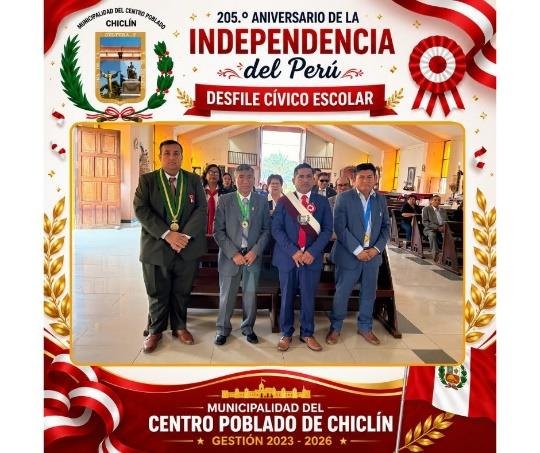 MUNICIPALIDAD DEL CENTRO POBLADO
CHICLÍN
205.º ANIVERSARIO DE LA
INDEPENDENCIA
del Perú
DESFILE CÍVICO ESCOLAR
MUNICIPALIDAD DEL
CENTRO POBLADO DE CHICLÍN
GESTIÓN 2023 - 2026